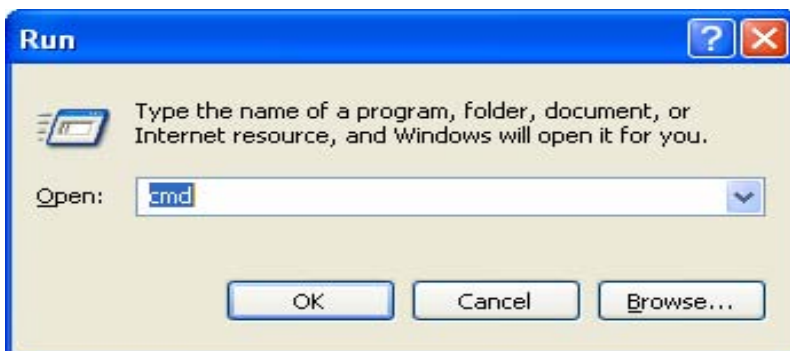 Run
?
Type the name of a program, folder, document, or
Internet resource, and Windows will open it for you.
Open: cmd
OK Cancel Browse...